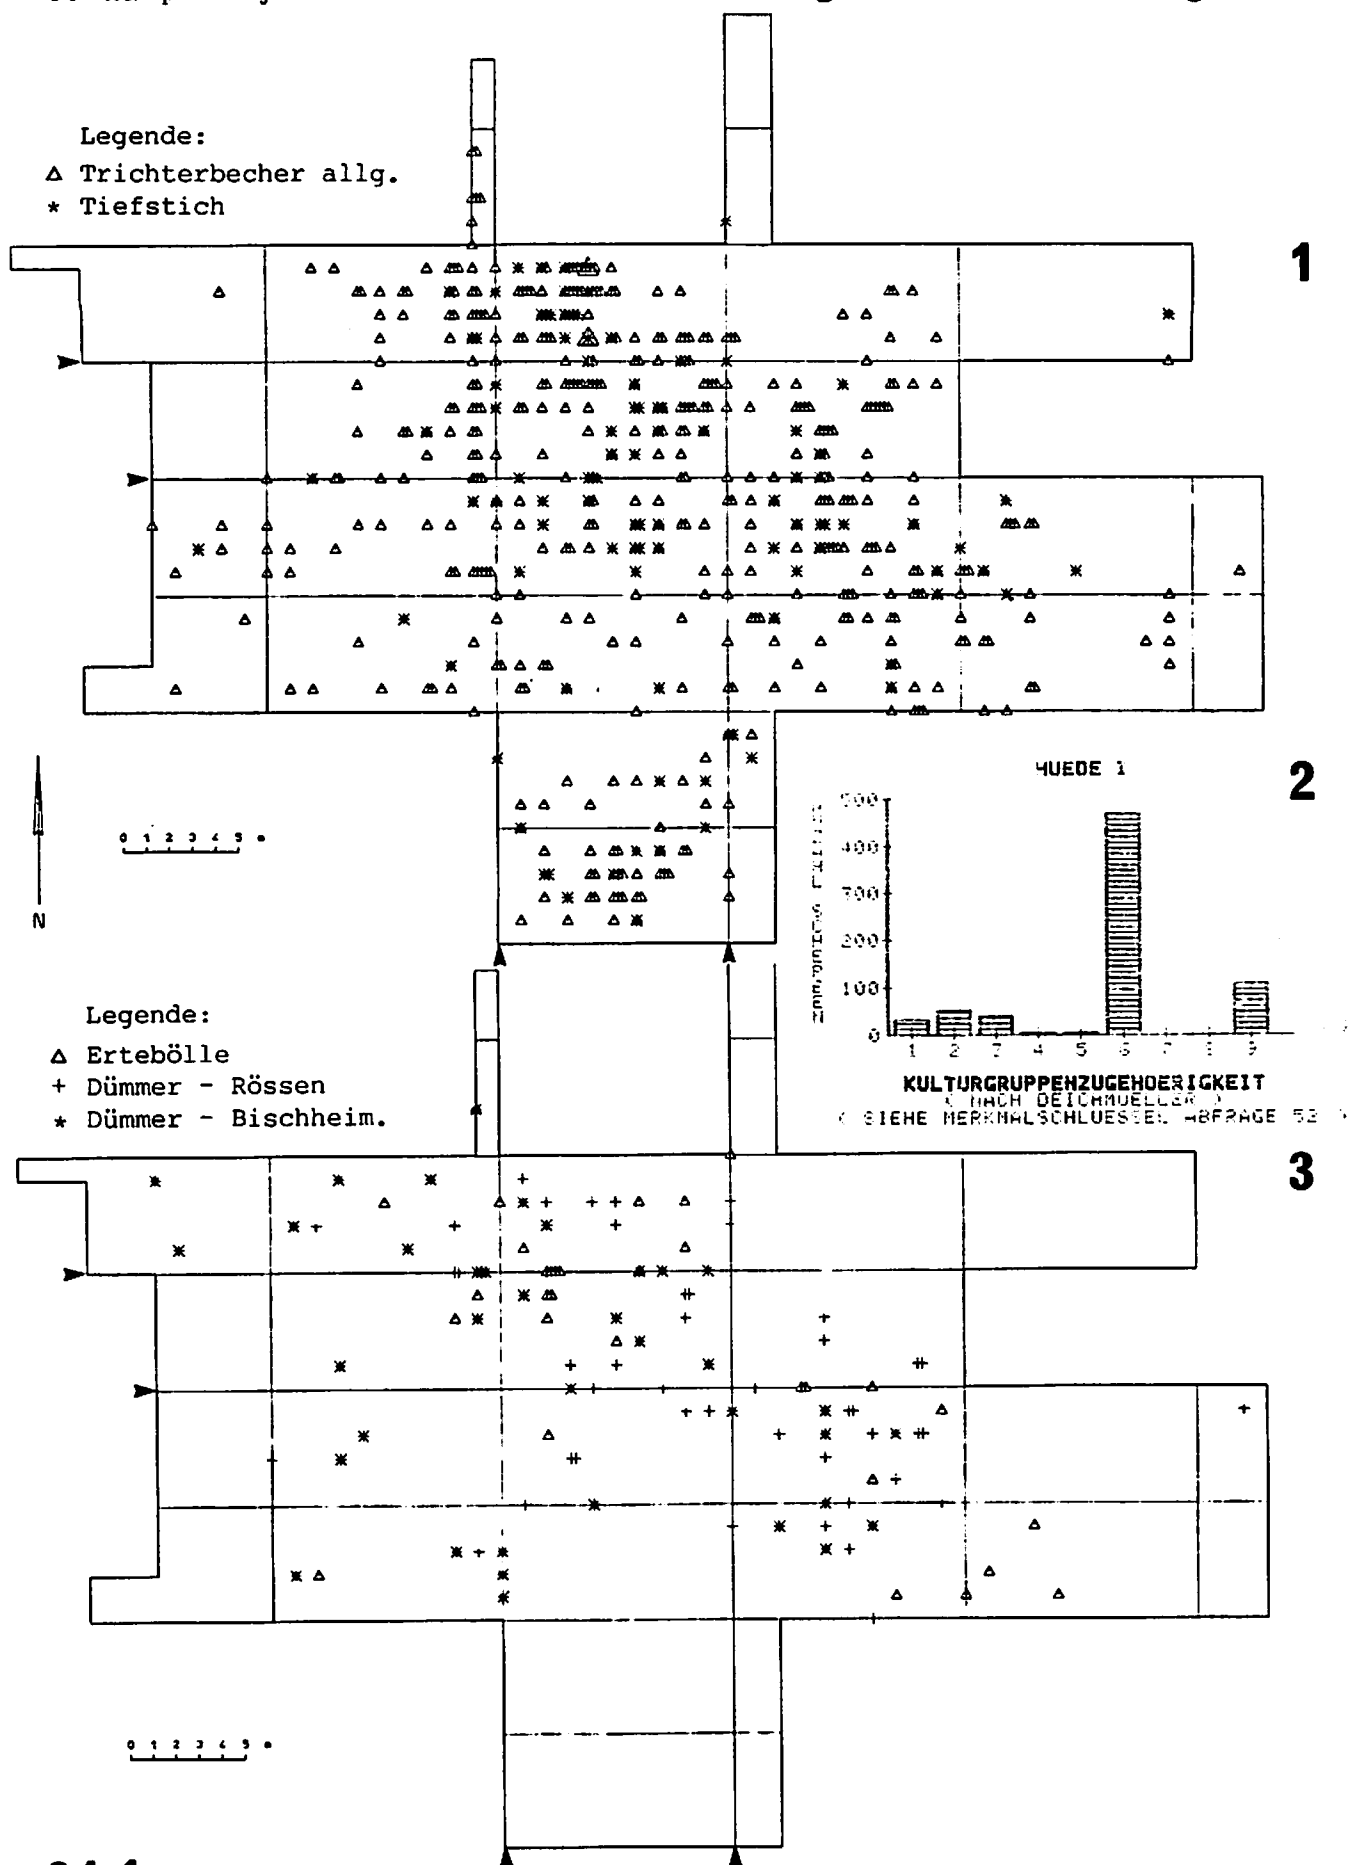 Legende:
△ Trichterbecher allg.
* Tiefstich
1
0 1 2 3 4 5 m
N
HUEDE 1
2
500
400
300
200
100
0
1 2 3 4 5 6 7 8 9
KULTURGRUPPENZUGEHOERIGKEIT
( NACH DEICHMUELLER )
( SIEHE MERKMALSCHLUESSEL ABFRAGE 52 )
Legende:
△ Ertebölle
+ Dümmer - Rössen
* Dümmer - Bischheim.
3
0 1 2 3 4 5 m